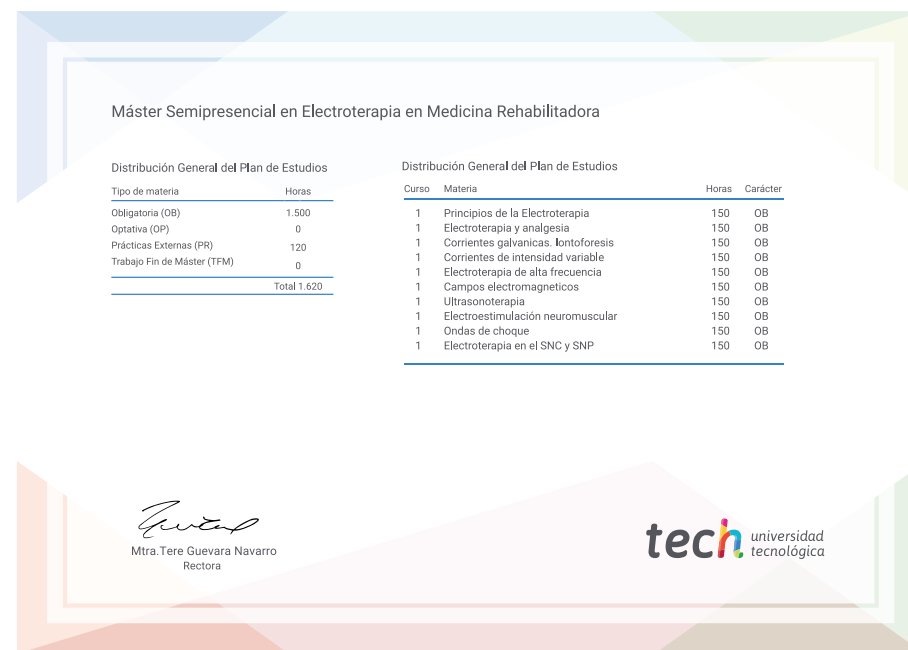 Máster Semipresencial en Electroterapia en Medicina Rehabilitadora
Distribución General del Plan de Estudios
Tipo de materia Horas
Obligatoria (OB) 1.500
Optativa (OP) 0
Prácticas Externas (PR) 120
Trabajo Fin de Máster (TFM) 0
Total 1.620
Distribución General del Plan de Estudios
Curso Materia Horas Carácter
1 Principios de la Electroterapia 150 OB
1 Electroterapia y analgesia 150 OB
1 Corrientes galvanicas. Iontoforesis 150 OB
1 Corrientes de intensidad variable 150 OB
1 Electroterapia de alta frecuencia 150 OB
1 Campos electromagneticos 150 OB
1 Ultrasonoterapia 150 OB
1 Electroestimulación neuromuscular 150 OB
1 Ondas de choque 150 OB
1 Electroterapia en el SNC y SNP 150 OB
Mtra.Tere Guevara Navarro
Rectora
tech universidad
tecnológica